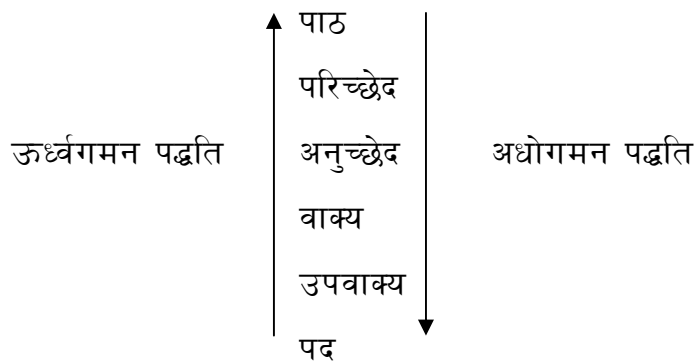 पाठ
परिच्छेद
ऊर्ध्वगमन पद्धति अनुच्छेद अधोगमन पद्धति
वाक्य
उपवाक्य
पद